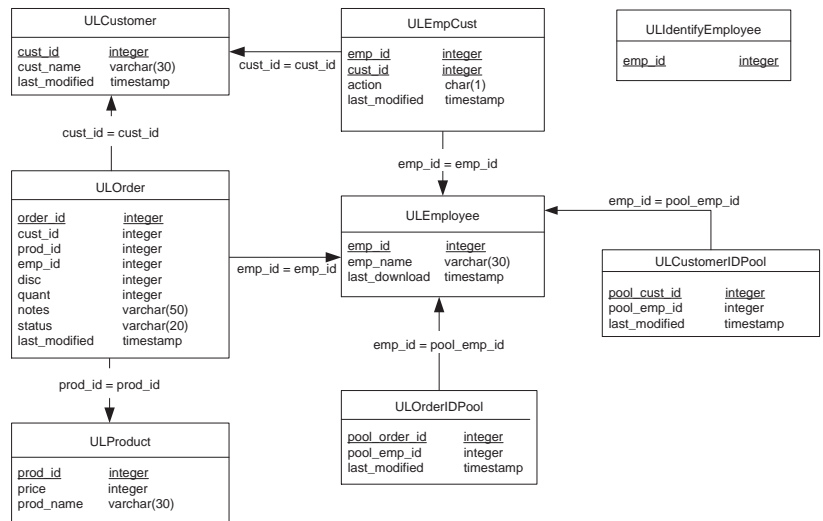 ULCustomer
cust_id integer
cust_name varchar(30)
last_modified timestamp
cust_id = cust_id
ULEmpCust
emp_id integer
cust_id integer
action char(1)
last_modified timestamp
ULIdentifyEmployee
emp_id integer
cust_id = cust_id
emp_id = emp_id
ULOrder
order_id integer
cust_id integer
prod_id integer
emp_id integer
disc integer
quant integer
notes varchar(50)
status varchar(20)
last_modified timestamp
emp_id = emp_id
ULEmployee
emp_id integer
emp_name varchar(30)
last_download timestamp
emp_id = pool_emp_id
ULCustomerIDPool
pool_cust_id integer
pool_emp_id integer
last_modified timestamp
emp_id = pool_emp_id
prod_id = prod_id
ULOrderIDPool
pool_order_id integer
pool_emp_id integer
last_modified timestamp
ULProduct
prod_id integer
price integer
prod_name varchar(30)